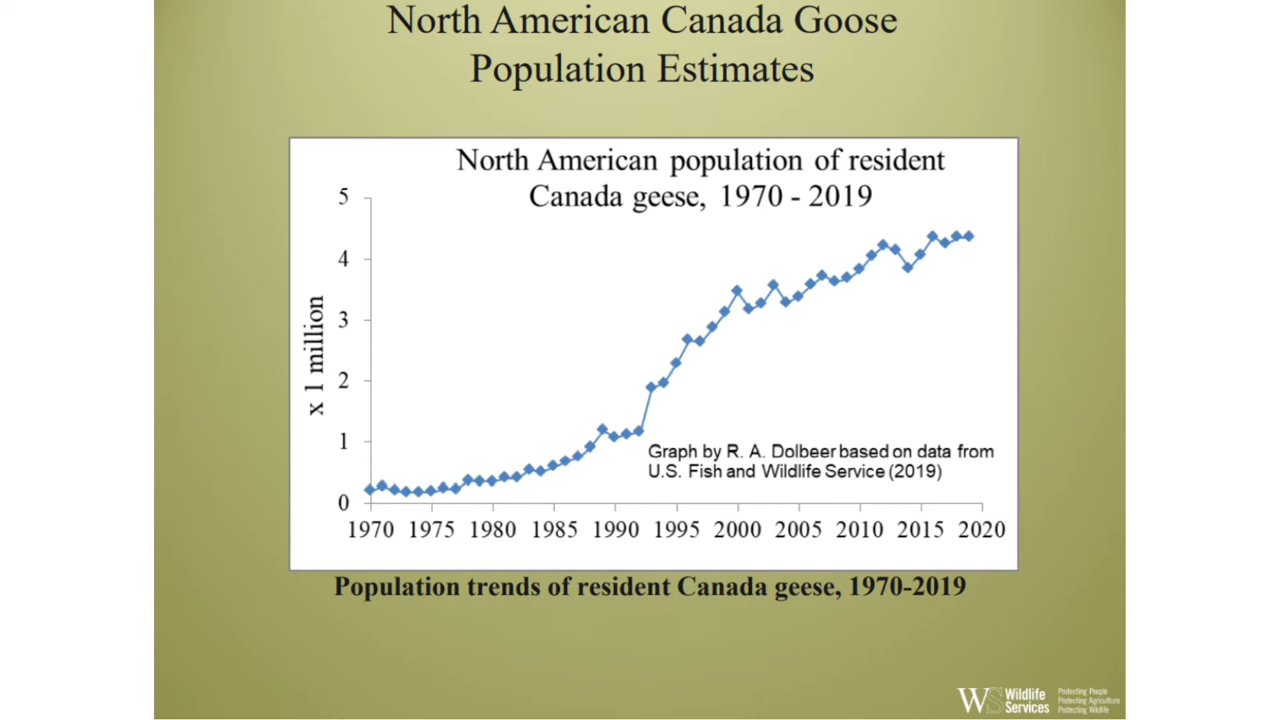 North American Canada Goose
Population Estimates
North American population of resident
Canada geese, 1970 - 2019
5
4
3
2
1
0
x 1 million
Graph by R. A. Dolbeer based on data from
U.S. Fish and Wildlife Service (2019)
1970 1975 1980 1985 1990 1995 2000 2005 2010 2015 2020
Population trends of resident Canada geese, 1970-2019
WS Wildlife Services
Protecting People
Protecting Agriculture
Protecting Wildlife